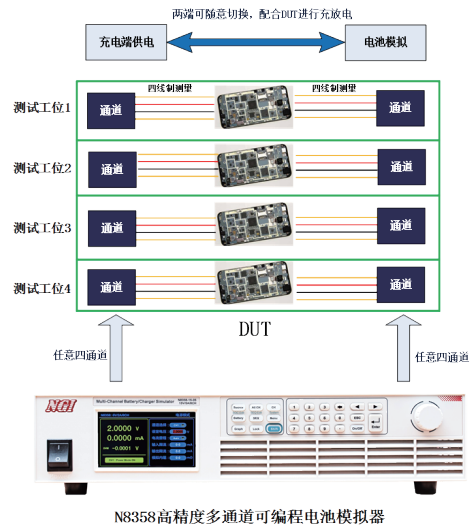 两端可随意切换，配合DUT进行充放电
充电端供电
电池模拟
四线制测量
四线制测量
测试工位1
通道
通道
测试工位2
通道
通道
测试工位3
通道
通道
测试工位4
通道
通道
DUT
任意四通道
任意四通道
NGI
Multi-Channel Battery/Charger Simulator
2.0000 V
0.0000 mA
-0.0001 V
N8358高精度多通道可编程电池模拟器